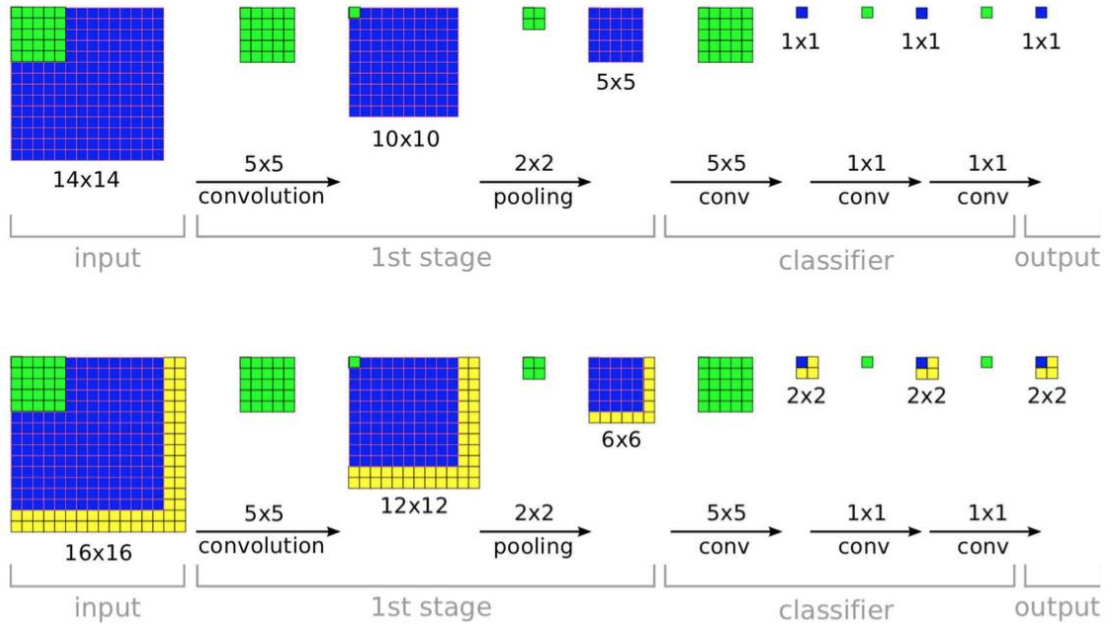 1x1 1x1 1x1
5x5
10x10
14x14
5x5 2x2 5x5 1x1 1x1
convolution pooling conv conv conv
input 1st stage classifier output
2x2 2x2 2x2
6x6
12x12
16x16
5x5 2x2 5x5 1x1 1x1
convolution pooling conv conv conv
input 1st stage classifier output